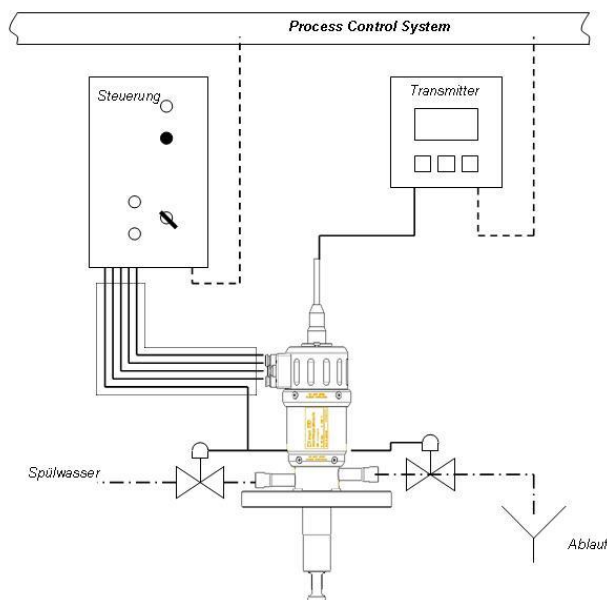 Process Control System
Steuerung
Transmitter
Spülwasser
Ablauf